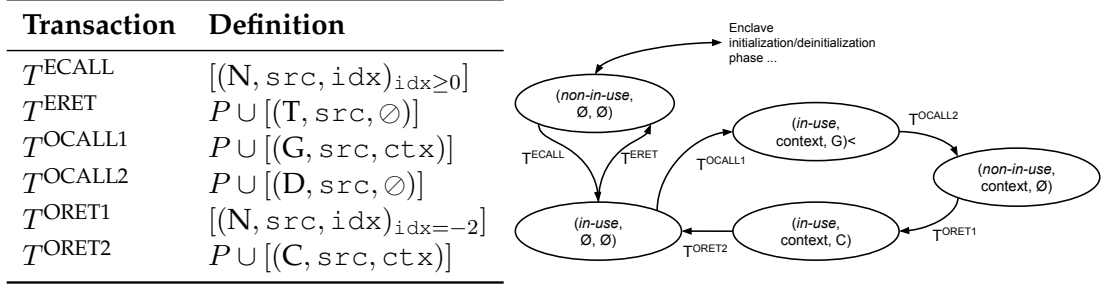 Transaction Definition
T^ECALL [(N, src, idx)_idx≥0]
T^ERET P ∪ [(T, src, ⊘)]
T^OCALL1 P ∪ [(G, src, ctx)]
T^OCALL2 P ∪ [(D, src, ⊘)]
T^ORET1 [(N, src, idx)_idx=−2]
T^ORET2 P ∪ [(C, src, ctx)]
Enclave
initialization/deinitialization
phase ...
(non-in-use,
Ø, Ø)
T^ECALL
T^ERET
T^OCALL1
(in-use,
context, G)<
T^OCALL2
(non-in-use,
context, Ø)
(in-use,
Ø, Ø)
T^ORET2
(in-use,
context, C)
T^ORET1